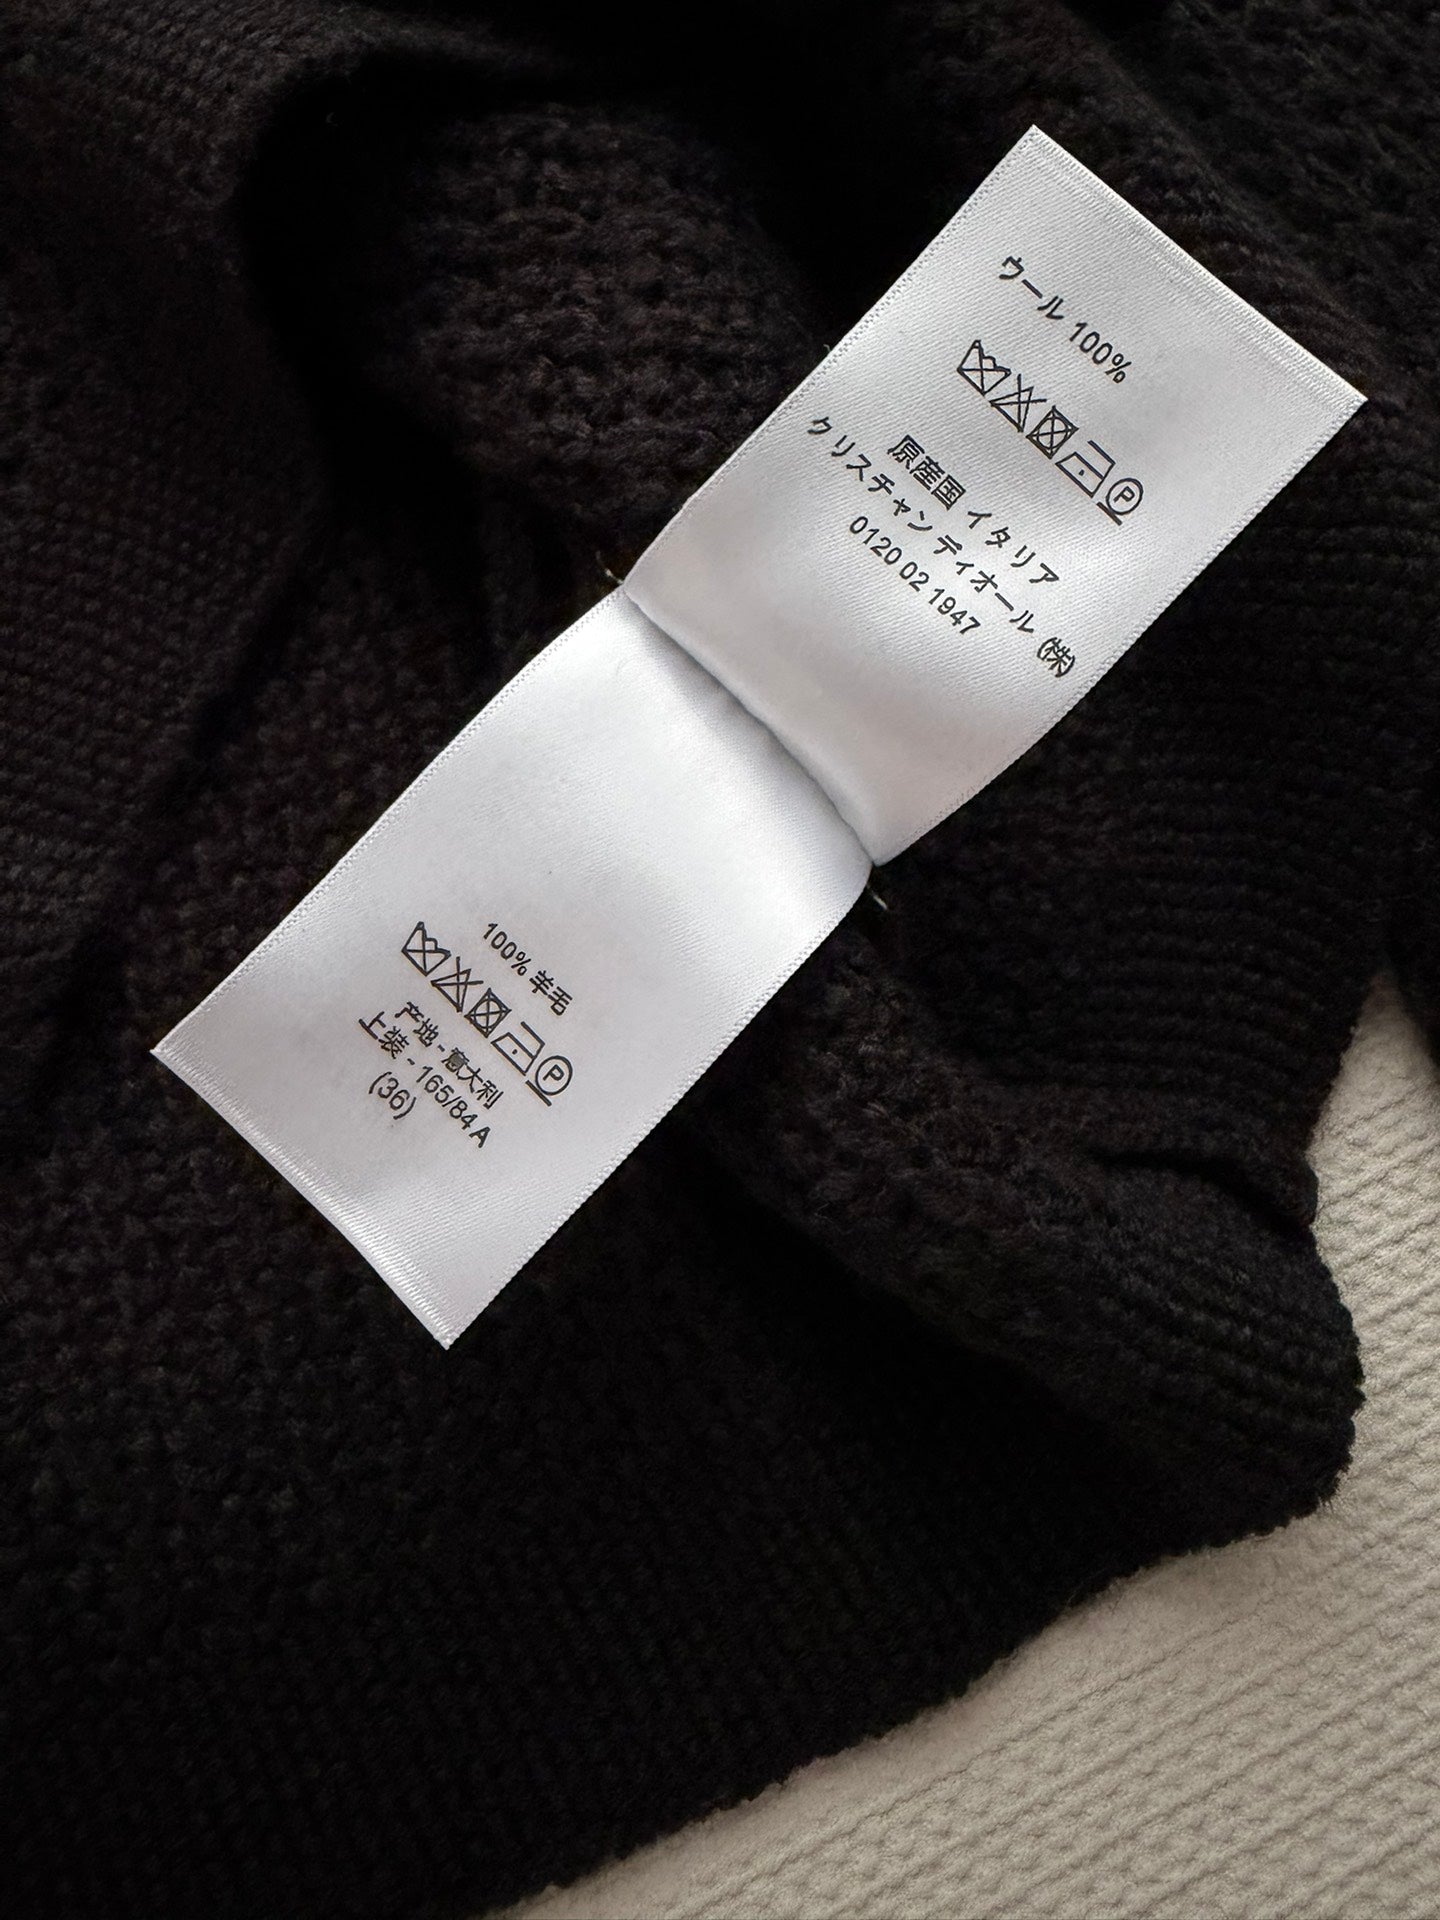 ウール 100%
P
原産国 イタリア
クリスチャン ディオール (株)
0120 02 1947
100% 羊毛
P
产地 - 意大利
上装 - 165/84 A
(36)